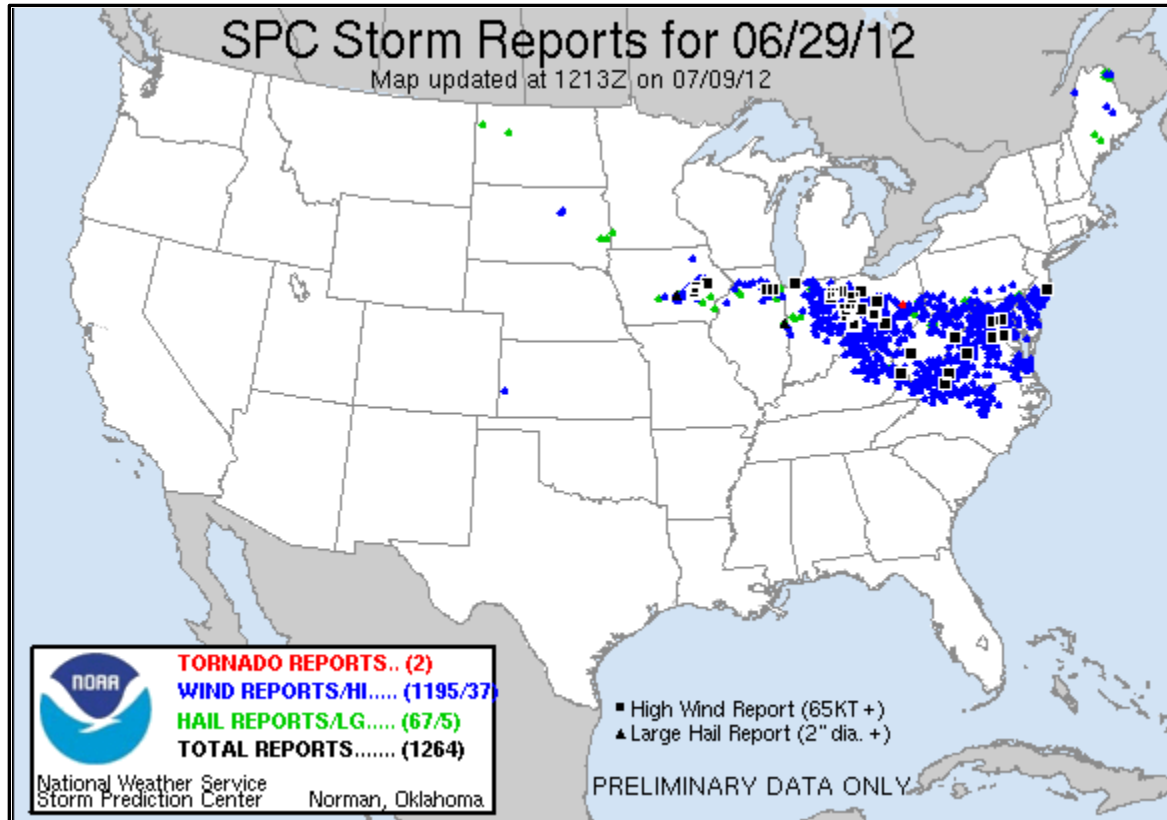 SPC Storm Reports for 06/29/12
Map updated at 1213Z on 07/09/12
NOAA
TORNADO REPORTS.. (2)
WIND REPORTS/HI..... (1195/37)
HAIL REPORTS/LG..... (67/5)
TOTAL REPORTS....... (1264)
National Weather Service
Storm Prediction Center Norman, Oklahoma
High Wind Report (65KT +)
Large Hail Report (2" dia. +)
PRELIMINARY DATA ONLY